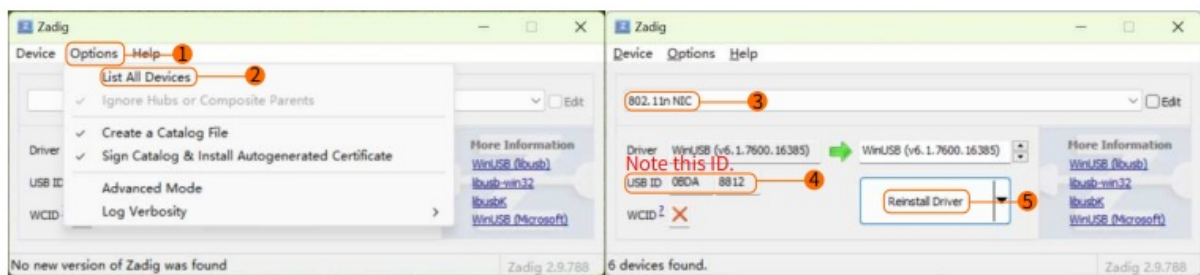 Zadig
Device Options Help 1
List All Devices 2
Ignore Hubs or Composite Parents
Edit
Create a Catalog File
Sign Catalog & Install Autogenerated Certificate
Driver
USB ID
Advanced Mode
Log Verbosity
WCID
More Information
WinUSB (libusb)
libusb-win32
libusbK
WinUSB (Microsoft)
No new version of Zadig was found
Zadig 2.9.788
Zadig
Device Options Help
802.11n NIC 3
Edit
Driver WinUSB (v6.1.7600.16385) WinUSB (v6.1.7600.16385)
Note this ID.
USB ID 0BDA 8812 4
WCID ?
Reinstall Driver 5
More Information
WinUSB (libusb)
libusb-win32
libusbK
WinUSB (Microsoft)
6 devices found.
Zadig 2.9.788